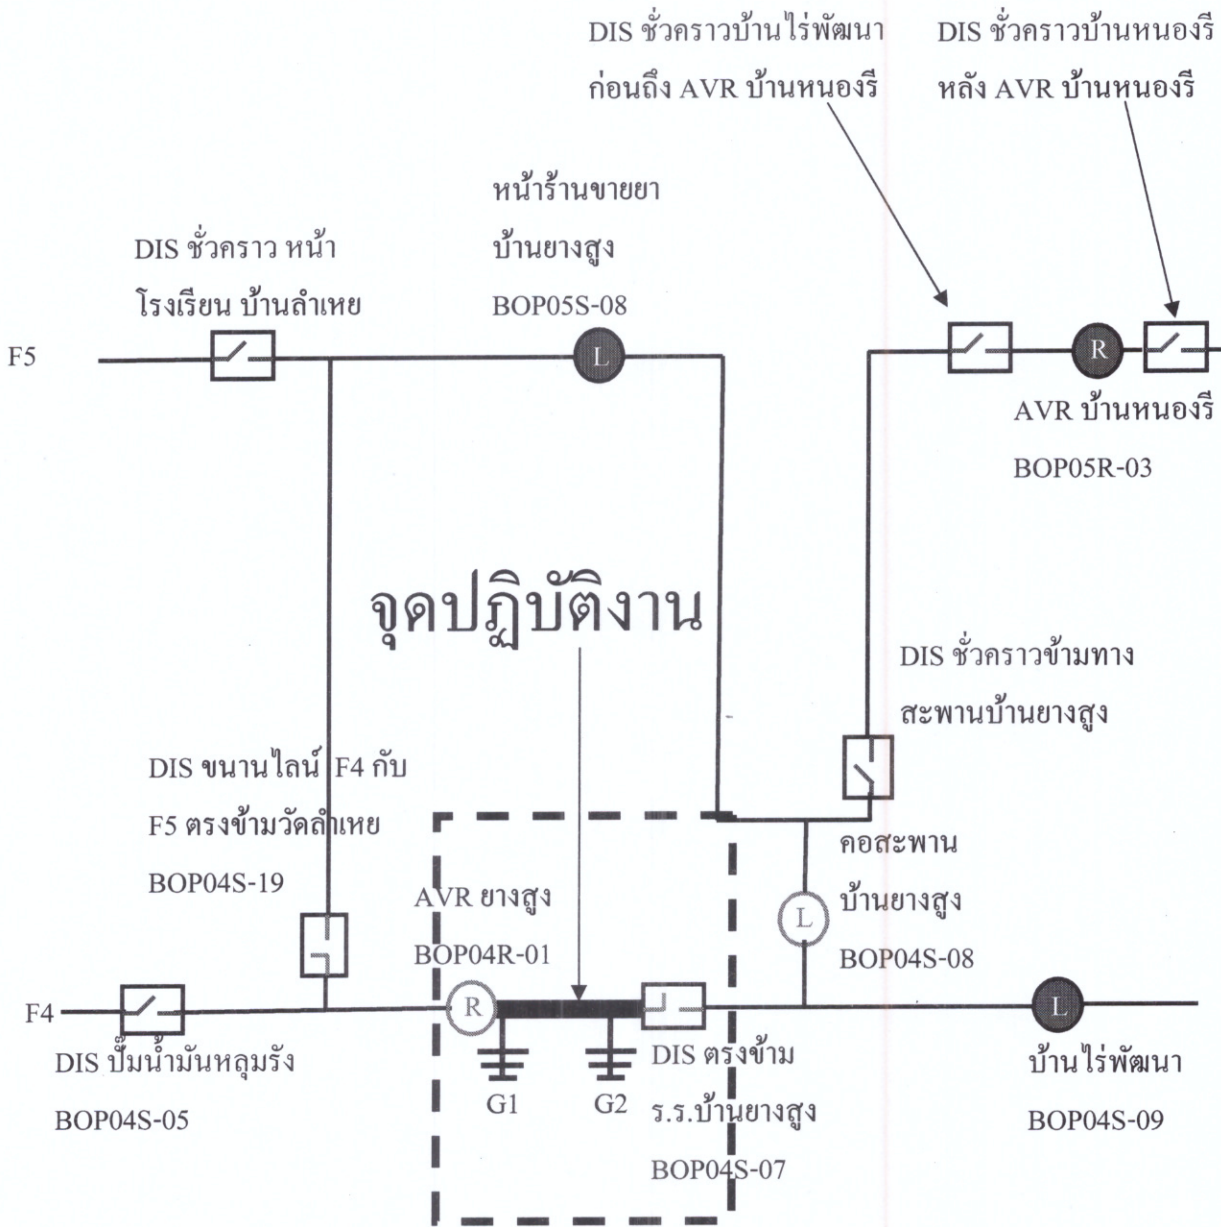 DIS ชั่วคราวบ้านไร่พัฒนา
ก่อนถึง AVR บ้านหนองรี
DIS ชั่วคราวบ้านหนองรี
หลัง AVR บ้านหนองรี
หน้าร้านขายยา
บ้านยางสูง
BOP05S-08
DIS ชั่วคราว หน้า
โรงเรียน บ้านลำเหย
F5
L
R
AVR บ้านหนองรี
BOP05R-03
จุดปฏิบัติงาน
DIS ชั่วคราวข้ามทาง
สะพานบ้านยางสูง
DIS ขนานไลน์ F4 กับ
F5 ตรงข้ามวัดลำเหย
BOP04S-19
AVR ยางสูง
BOP04R-01
คอสะพาน
บ้านยางสูง
BOP04S-08
L
F4
R
L
DIS ปั๊มน้ำมันหลุมรัง
BOP04S-05
G1
G2
DIS ตรงข้าม
ร.ร.บ้านยางสูง
BOP04S-07
บ้านไร่พัฒนา
BOP04S-09